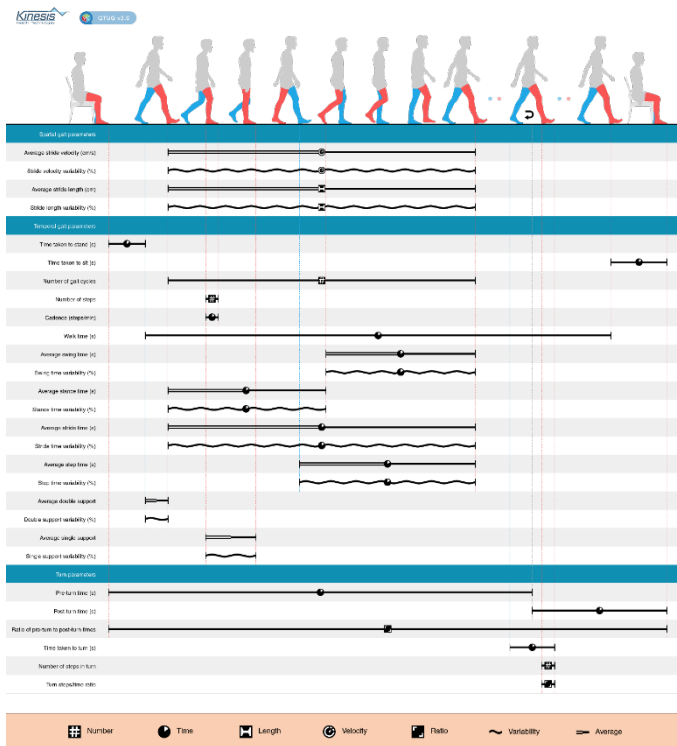 Kinesis
HEALTH TECHNOLOGIES
QTUG v2.0
Spatial gait parameters
Average stride velocity (cm/s)
Stride velocity variability (%)
Average stride length (cm)
Stride length variability (%)
Temporal gait parameters
Time taken to stand (s)
Time taken to sit (s)
Number of gait cycles
Number of steps
Cadence (steps/min)
Walk time (s)
Average swing time (s)
Swing time variability (%)
Average stance time (s)
Stance time variability (%)
Average stride time (s)
Stride time variability (%)
Average step time (s)
Step time variability (%)
Average double support
Double support variability (%)
Average single support
Single support variability (%)
Turn parameters
Pre-turn time (s)
Post turn time (s)
Ratio of pre-turn to post-turn times
Time taken to turn (s)
Number of steps in turn
Turn steps/time ratio
Number Time Length Velocity Ratio Variability Average